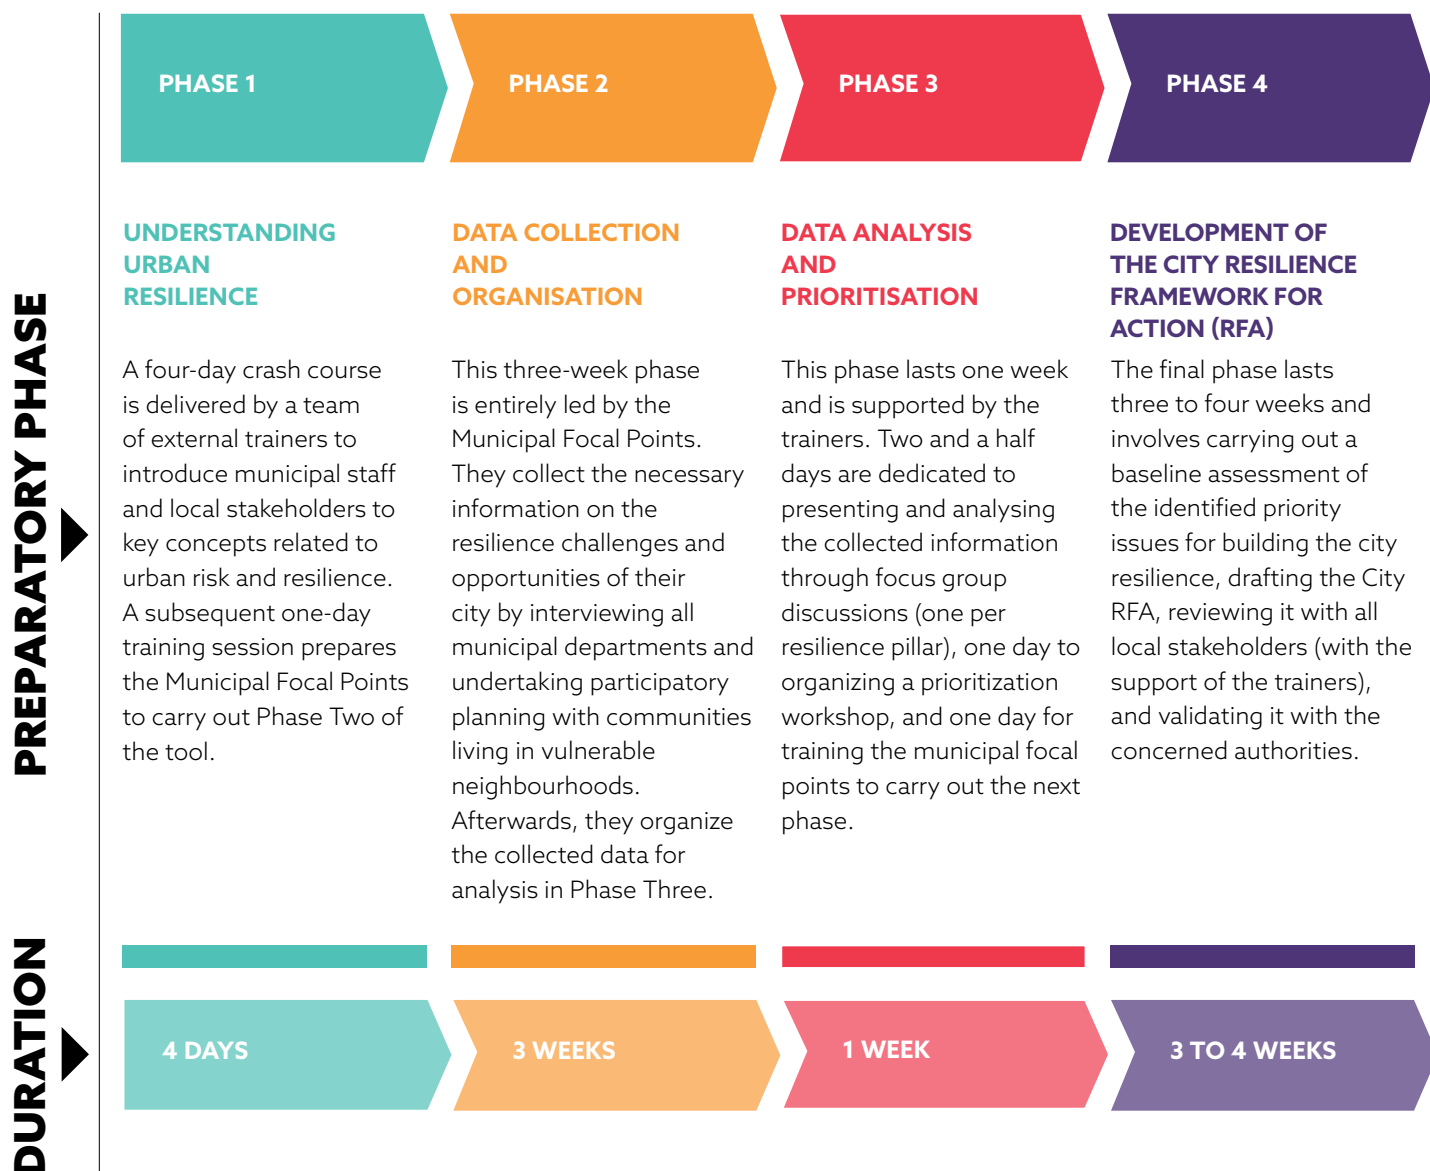 PREPARATORY PHASE
PHASE 1
PHASE 2
PHASE 3
PHASE 4
UNDERSTANDING
URBAN
RESILIENCE
A four-day crash course
is delivered by a team
of external trainers to
introduce municipal staff
and local stakeholders to
key concepts related to
urban risk and resilience.
A subsequent one-day
training session prepares
the Municipal Focal Points
to carry out Phase Two of
the tool.
DATA COLLECTION
AND
ORGANISATION
This three-week phase
is entirely led by the
Municipal Focal Points.
They collect the necessary
information on the
resilience challenges and
opportunities of their
city by interviewing all
municipal departments and
undertaking participatory
planning with communities
living in vulnerable
neighbourhoods.
Afterwards, they organize
the collected data for
analysis in Phase Three.
DATA ANALYSIS
AND
PRIORITISATION
This phase lasts one week
and is supported by the
trainers. Two and a half
days are dedicated to
presenting and analysing
the collected information
through focus group
discussions (one per
resilience pillar), one day to
organizing a prioritization
workshop, and one day for
training the municipal focal
points to carry out the next
phase.
DEVELOPMENT OF
THE CITY RESILIENCE
FRAMEWORK FOR
ACTION (RFA)
The final phase lasts
three to four weeks and
involves carrying out a
baseline assessment of
the identified priority
issues for building the city
resilience, drafting the City
RFA, reviewing it with all
local stakeholders (with the
support of the trainers),
and validating it with the
concerned authorities.
DURATION
4 DAYS
3 WEEKS
1 WEEK
3 TO 4 WEEKS